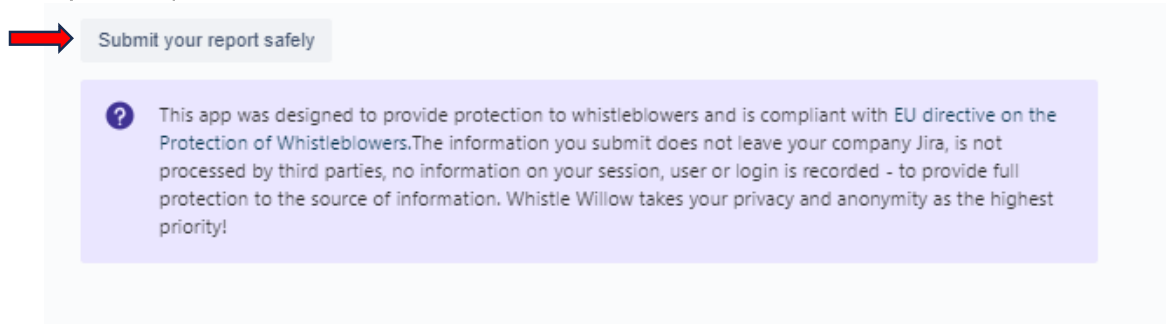 Submit your report safely
This app was designed to provide protection to whistleblowers and is compliant with EU directive on the
Protection of Whistleblowers.The information you submit does not leave your company Jira, is not
processed by third parties, no information on your session, user or login is recorded - to provide full
protection to the source of information. Whistle Willow takes your privacy and anonymity as the highest
priority!